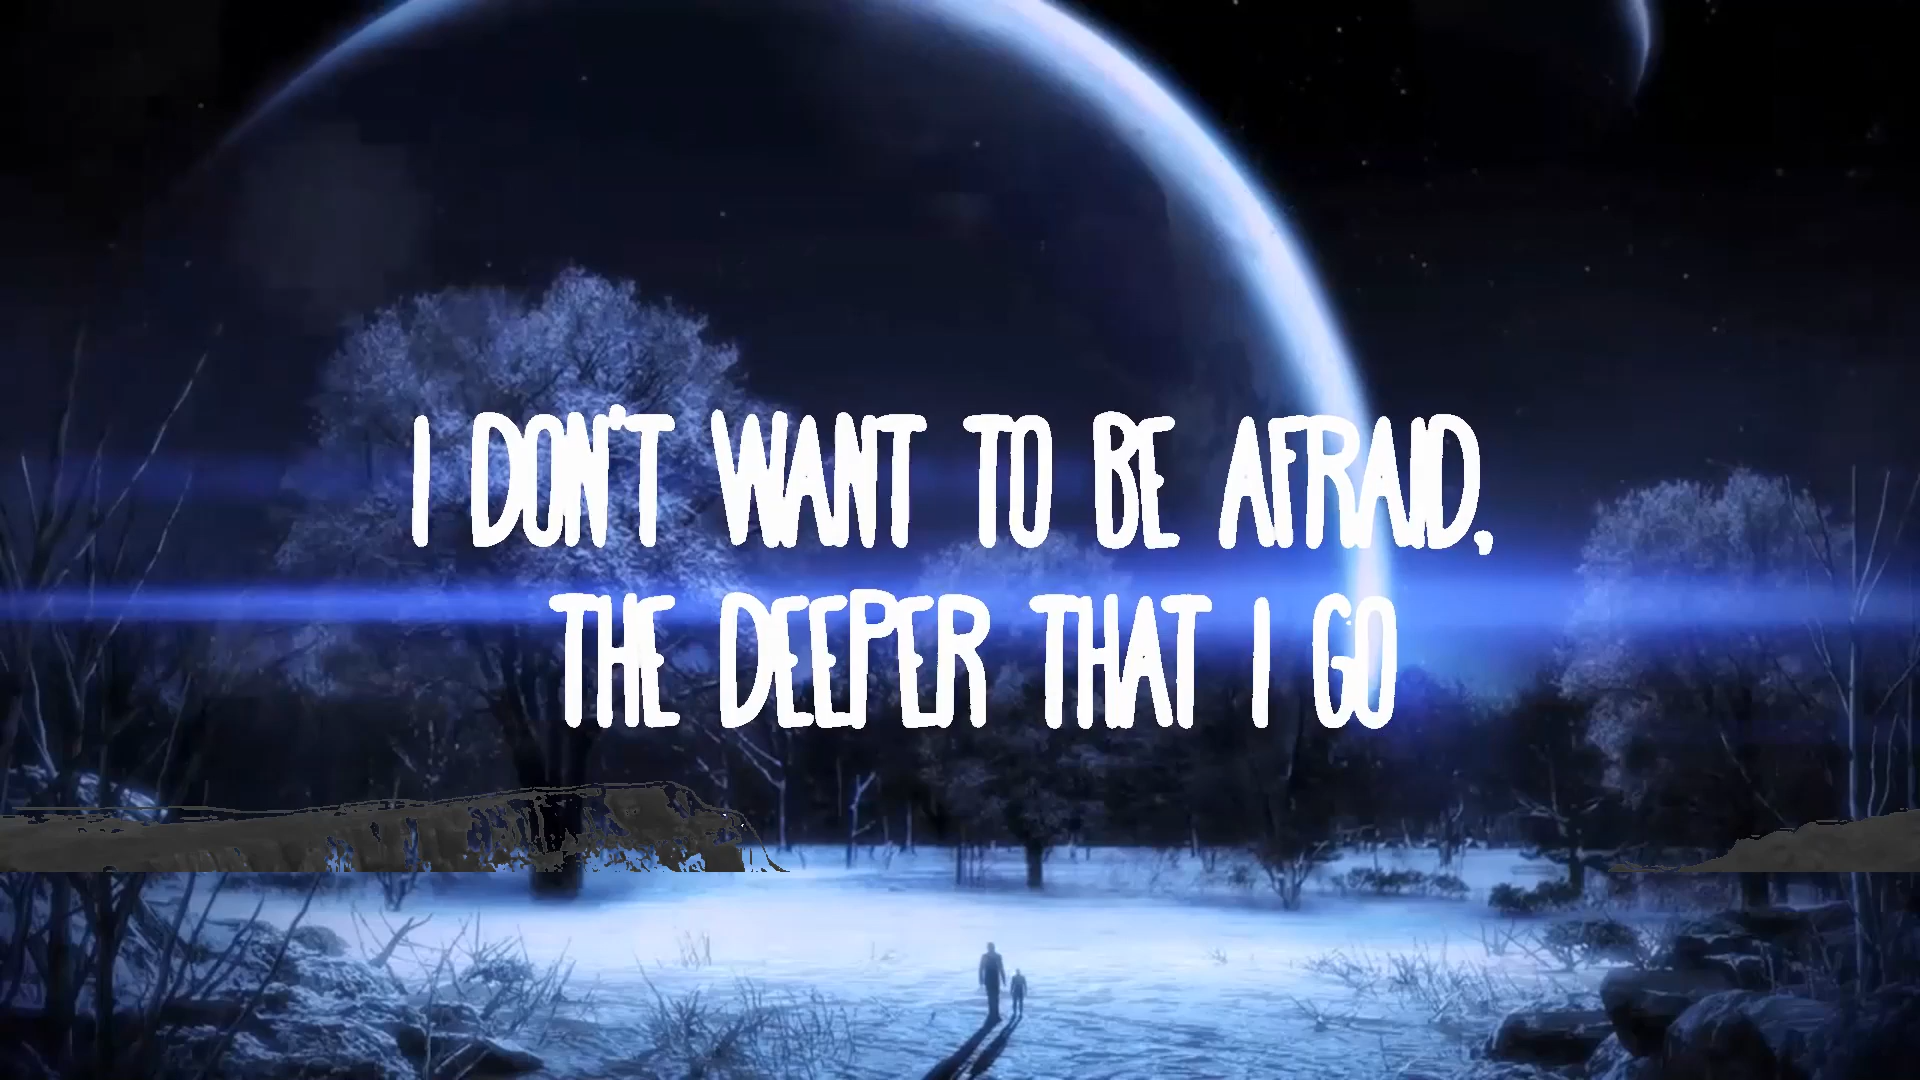 I DON'T WANT TO BE AFRAID,
THE DEEPER THAT I GO